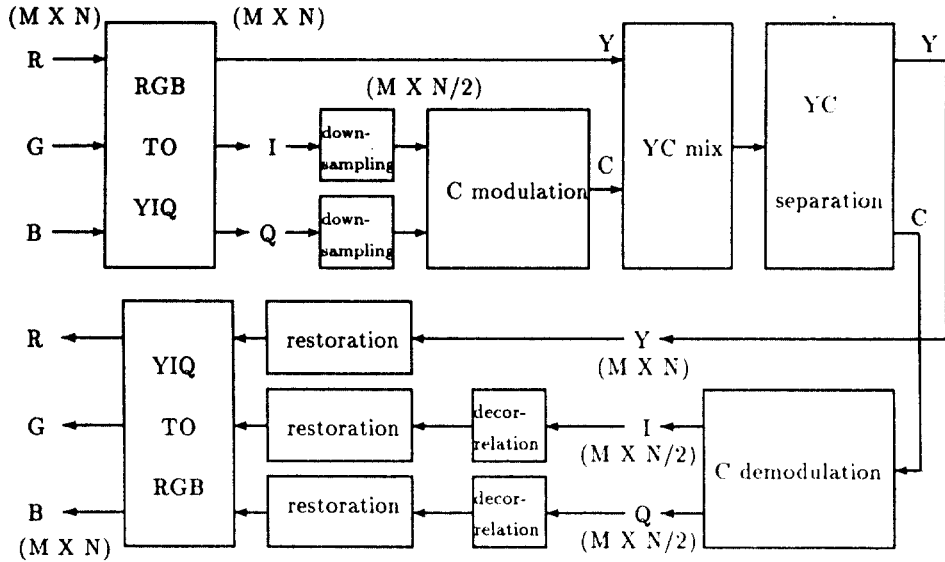 (M X N)
(M X N)
R
Y
Y
RGB
(M X N/2)
YC
G
TO
I
down-
sampling
YC mix
C
C modulation
separation
B
YIQ
Q
down-
sampling
C
R
restoration
Y
YIQ
(M X N)
G
TO
restoration
decor-
relation
I
(M X N/2)
C demodulation
RGB
B
restoration
decor-
relation
Q
(M X N)
(M X N/2)